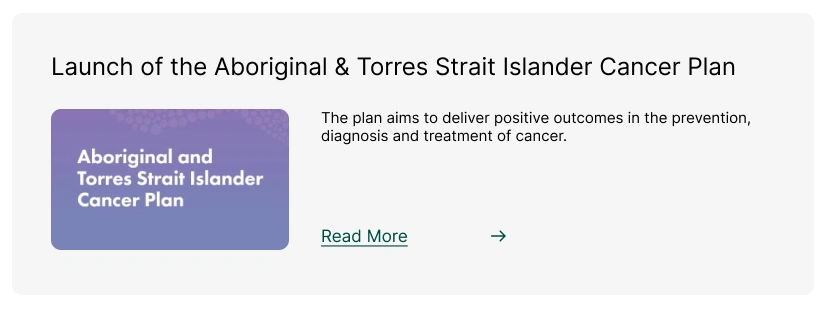 Launch of the Aboriginal & Torres Strait Islander Cancer Plan
Aboriginal and
Torres Strait Islander
Cancer Plan
The plan aims to deliver positive outcomes in the prevention,
diagnosis and treatment of cancer.
Read More